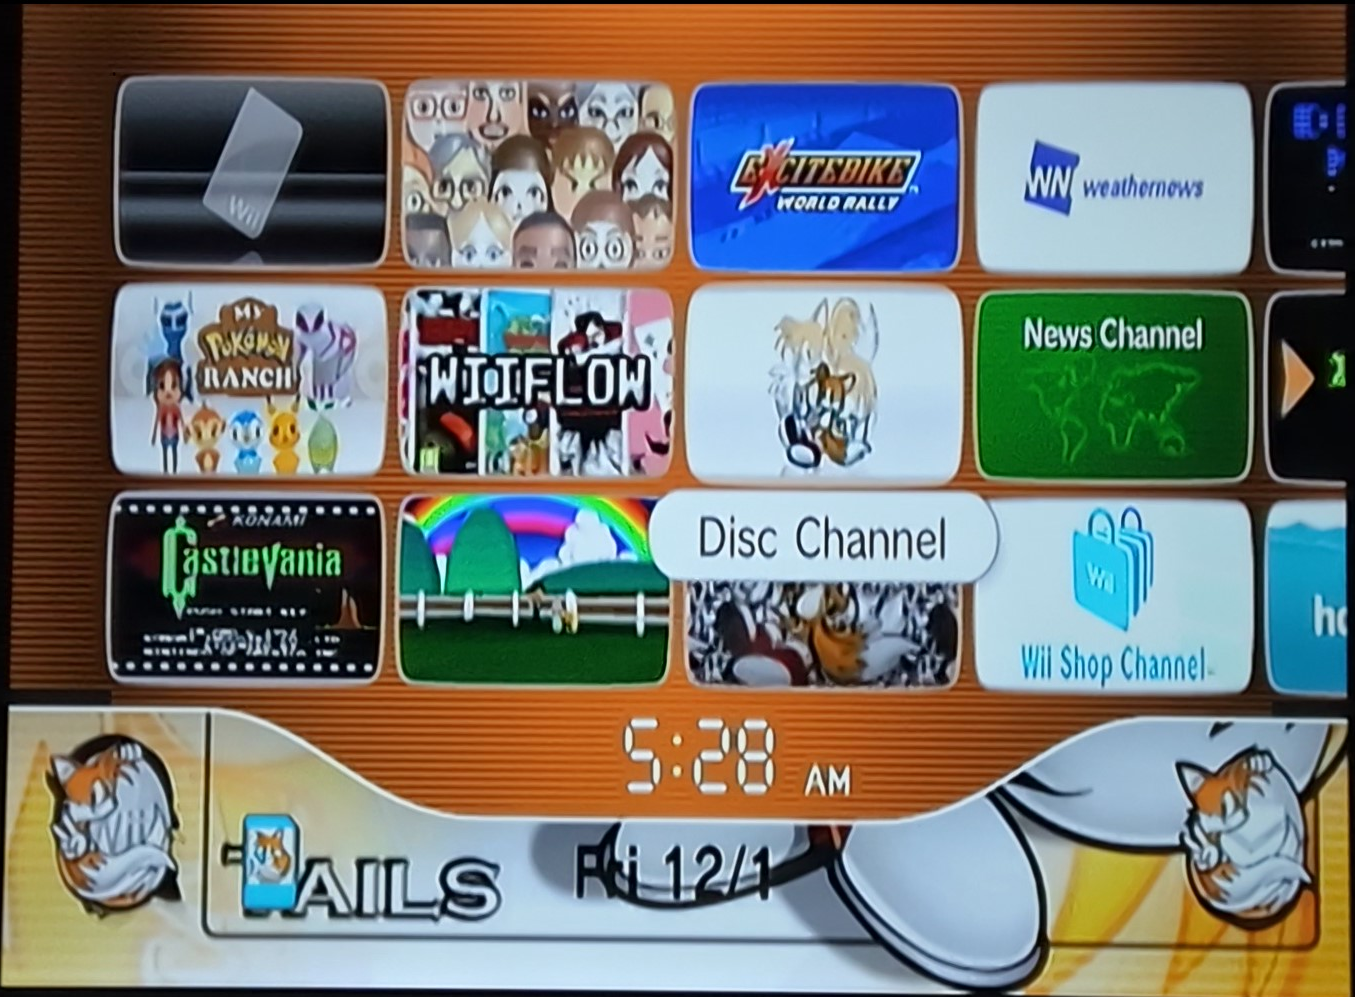 Wii
EXCITEBIKE
WORLD RALLY
WN weathernews
MY
POKéMON
RANCH
WIIFLOW
News Channel
KONAMI
Castlevania
Disc Channel
Wii
Wii Shop Channel
5:28 AM
Wii
AILS
Fri 12/1